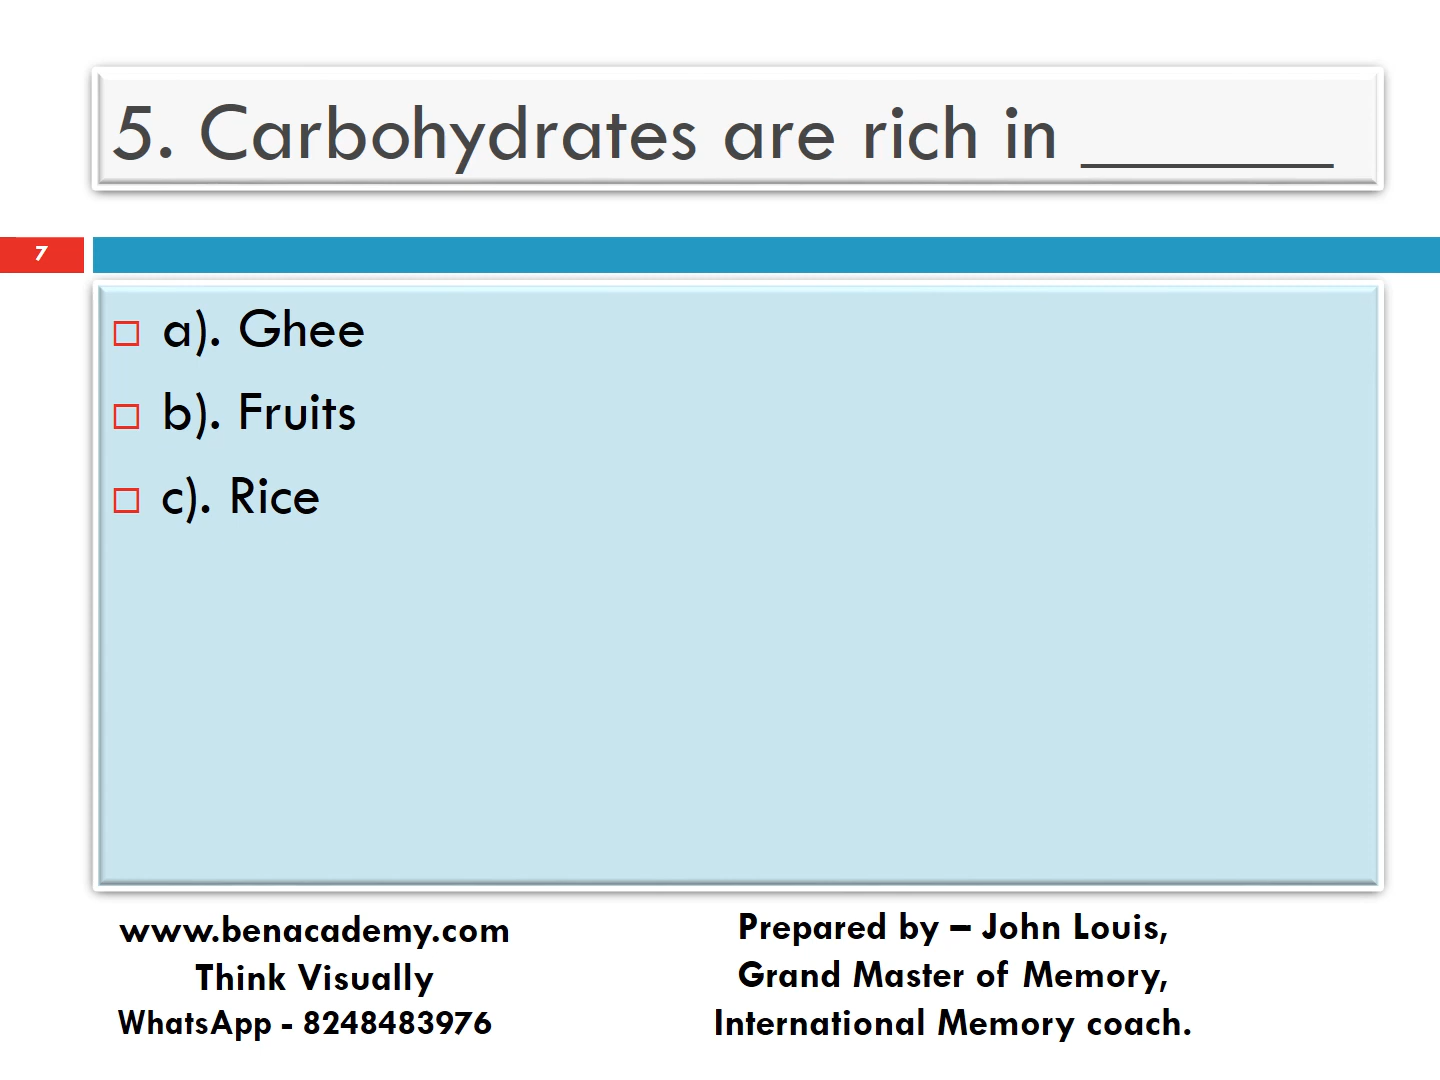 5. Carbohydrates are rich in _______
7
a). Ghee
b). Fruits
c). Rice
www.benacademy.com
Think Visually
WhatsApp - 8248483976
Prepared by – John Louis,
Grand Master of Memory,
International Memory coach.